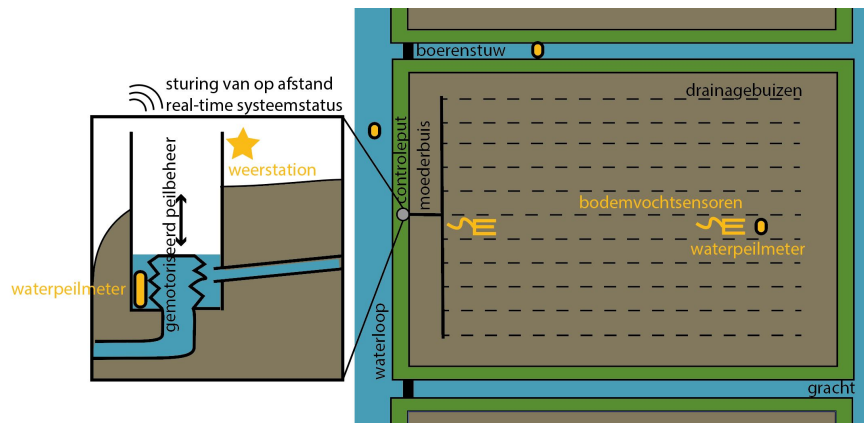 sturing van op afstand
real-time systeemstatus
weerstation
gemotoriseerd peilbeheer
waterpeilmeter
boerenstuw
drainagebuizen
controleput
moederbuis
bodemvochtsensoren
waterpeilmeter
waterloop
gracht